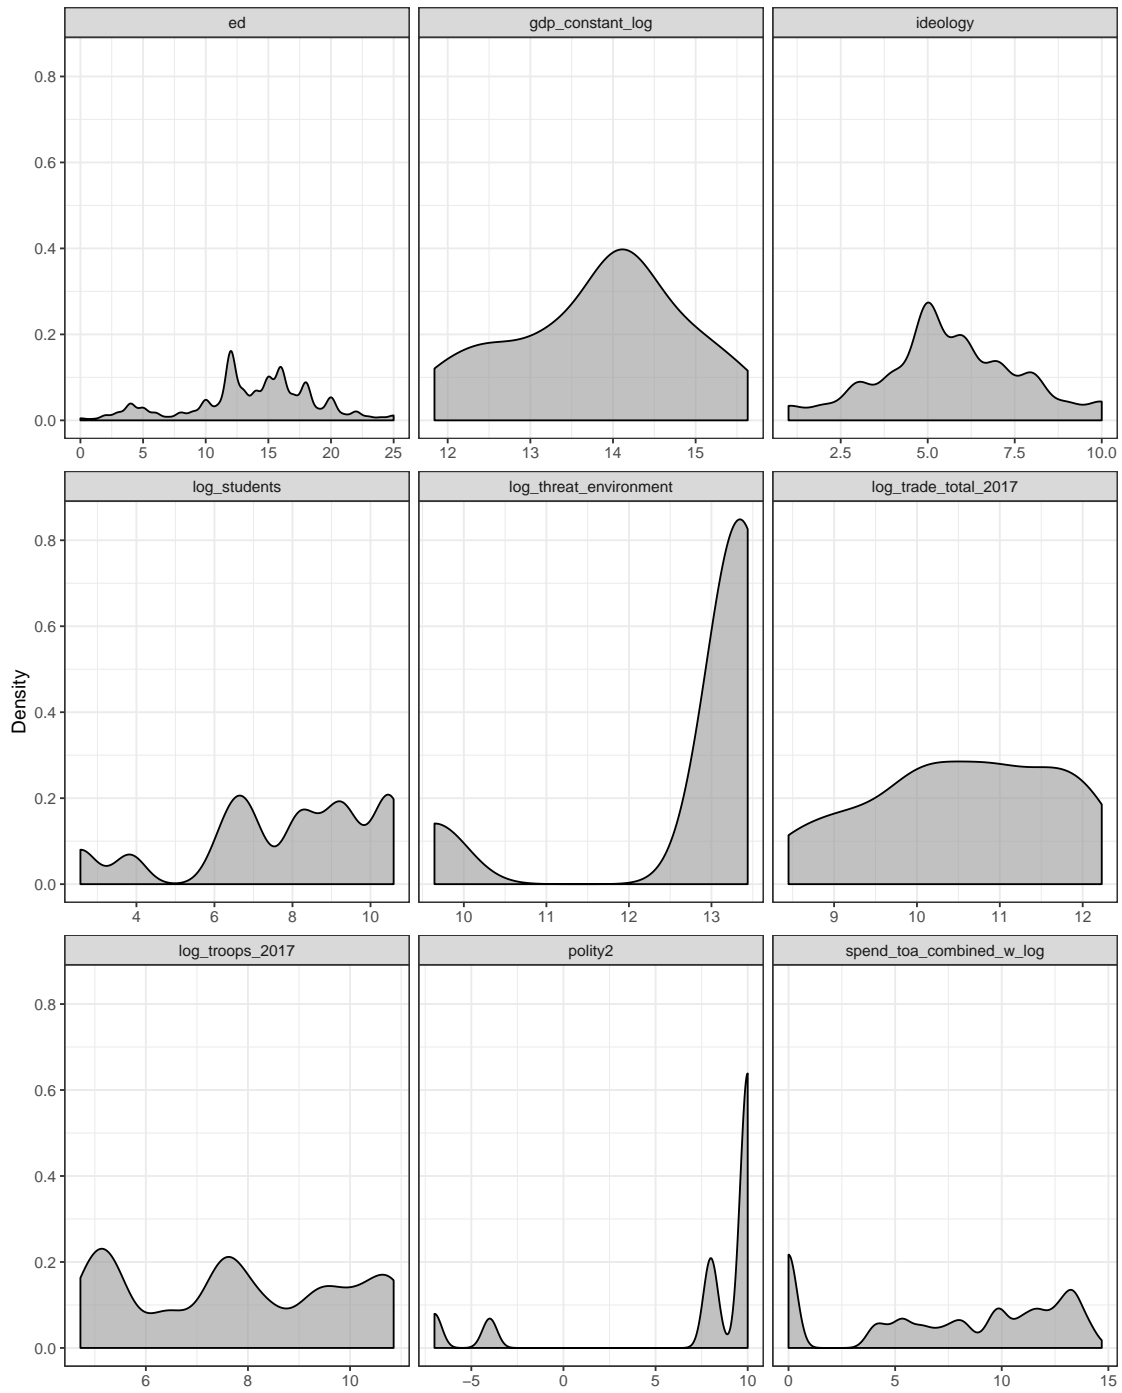 ed gdp_constant_log ideology
0.8
0.6
0.4
0.2
0.0
0 5 10 15 20 25 12 13 14 15 2.5 5.0 7.5 10.0
log_students log_threat_environment log_trade_total_2017
0.8
0.6
Density
0.4
0.2
0.0
4 6 8 10 10 11 12 13 9 10 11 12
log_troops_2017 polity2 spend_toa_combined_w_log
0.8
0.6
0.4
0.2
0.0
6 8 10 −5 0 5 10 0 5 10 15